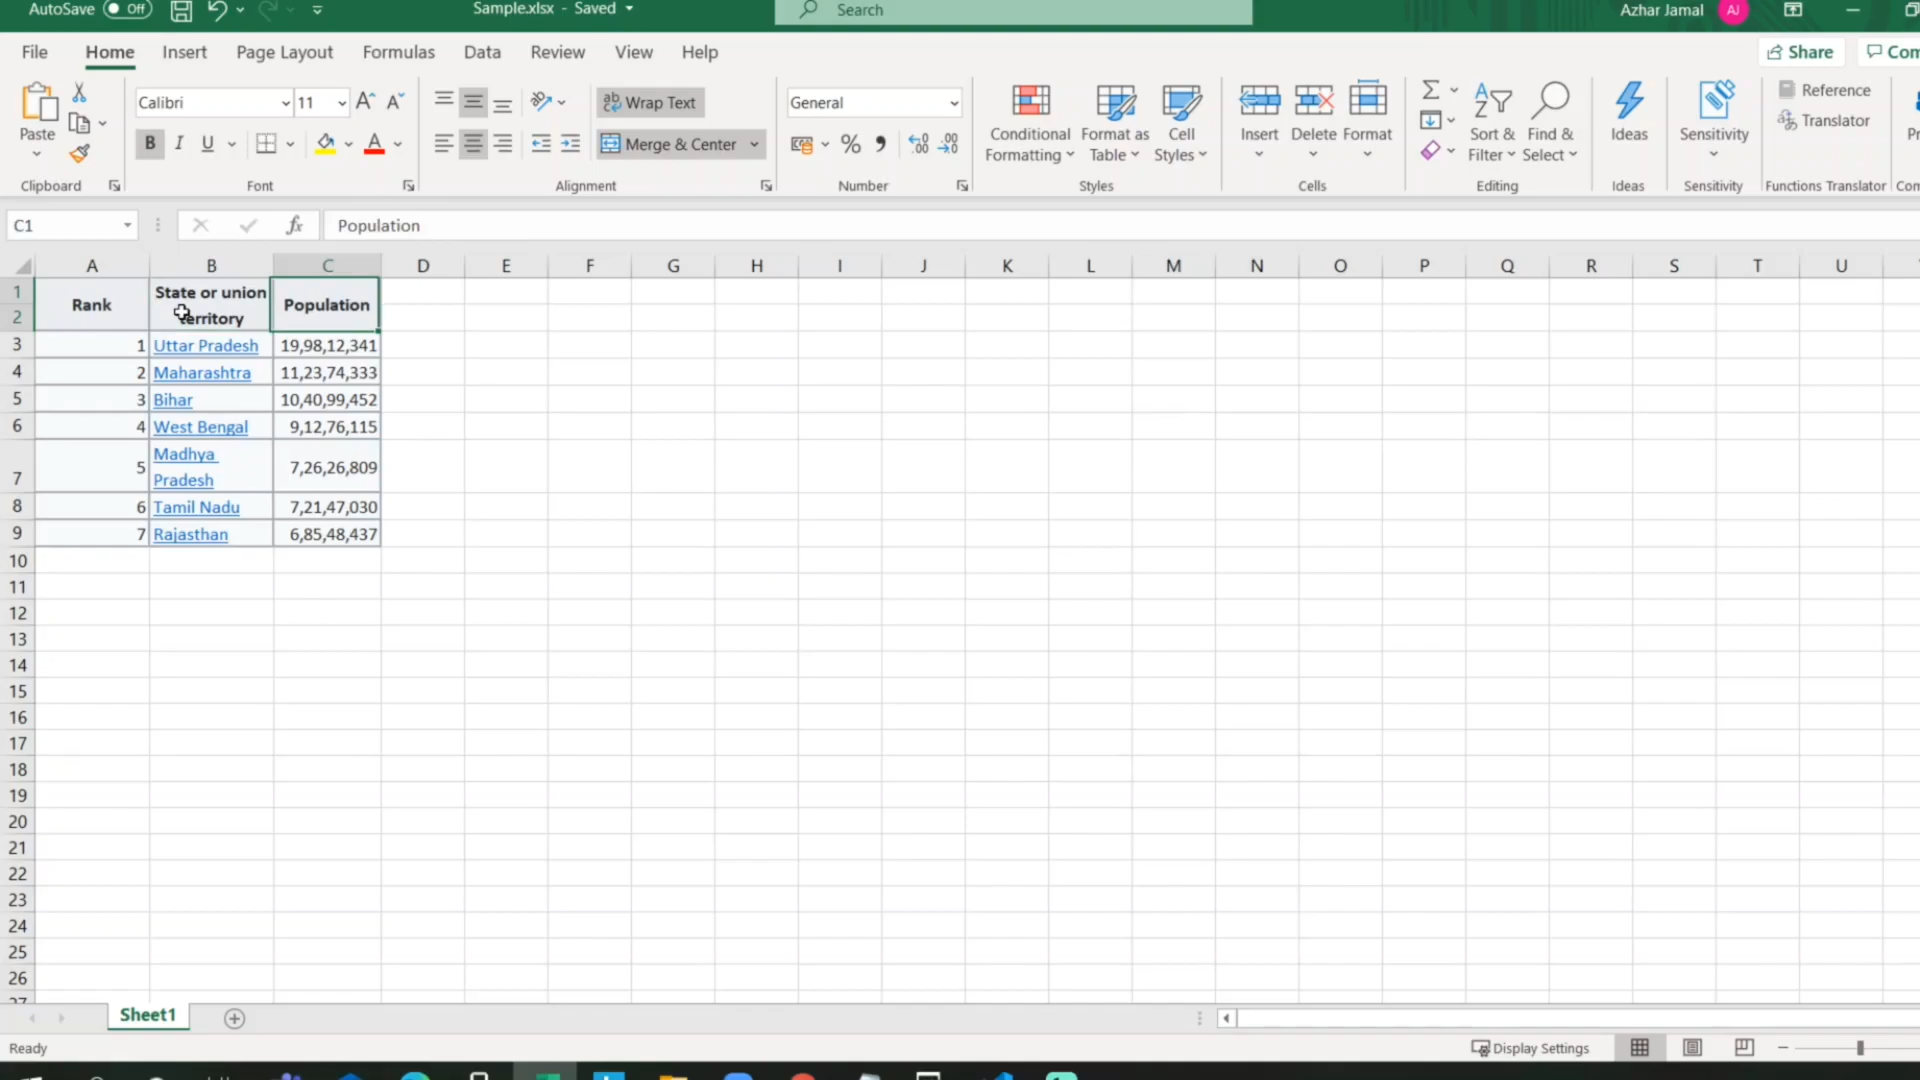 AutoSave Off Sample.xlsx - Saved Search Azhar Jamal AJ
File Home Insert Page Layout Formulas Data Review View Help Share
Calibri 11 Wrap Text General Reference
Paste Conditional Format as Cell Insert Delete Format Sort & Find & Ideas Sensitivity Translator
B I U Merge & Center % Formatting Table Styles Filter Select
Clipboard Font Alignment Number Styles Cells Editing Ideas Sensitivity Functions Translator
C1 fx Population
A B C D E F G H I J K L M N O P Q R S T U
1 Rank State or union Population
2 territory
3 1 Uttar Pradesh 19,98,12,341
4 2 Maharashtra 11,23,74,333
5 3 Bihar 10,40,99,452
6 4 West Bengal 9,12,76,115
7 5 Madhya 7,26,26,809
Pradesh
8 6 Tamil Nadu 7,21,47,030
9 7 Rajasthan 6,85,48,437
10
11
12
13
14
15
16
17
18
19
20
21
22
23
24
25
26
27
Sheet1
Ready Display Settings